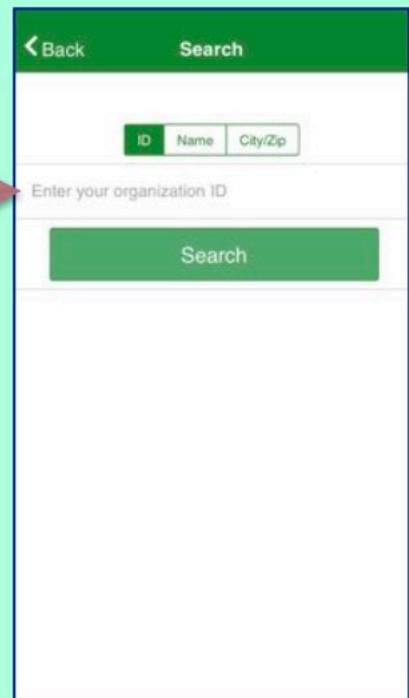 Back Search
ID Name City/Zip
Enter your organization ID
Search